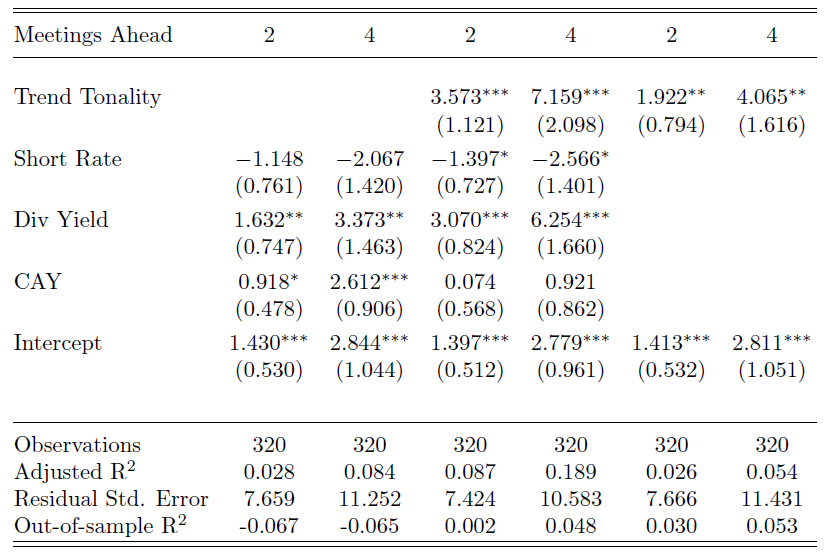 Meetings Ahead 2 4 2 4 2 4
Trend Tonality 3.573*** 7.159*** 1.922** 4.065**
(1.121) (2.098) (0.794) (1.616)
Short Rate −1.148 −2.067 −1.397* −2.566*
(0.761) (1.420) (0.727) (1.401)
Div Yield 1.632** 3.373** 3.070*** 6.254***
(0.747) (1.463) (0.824) (1.660)
CAY 0.918* 2.612*** 0.074 0.921
(0.478) (0.906) (0.568) (0.862)
Intercept 1.430*** 2.844*** 1.397*** 2.779*** 1.413*** 2.811***
(0.530) (1.044) (0.512) (0.961) (0.532) (1.051)
Observations 320 320 320 320 320 320
Adjusted R² 0.028 0.084 0.087 0.189 0.026 0.054
Residual Std. Error 7.659 11.252 7.424 10.583 7.666 11.431
Out-of-sample R² -0.067 -0.065 0.002 0.048 0.030 0.053